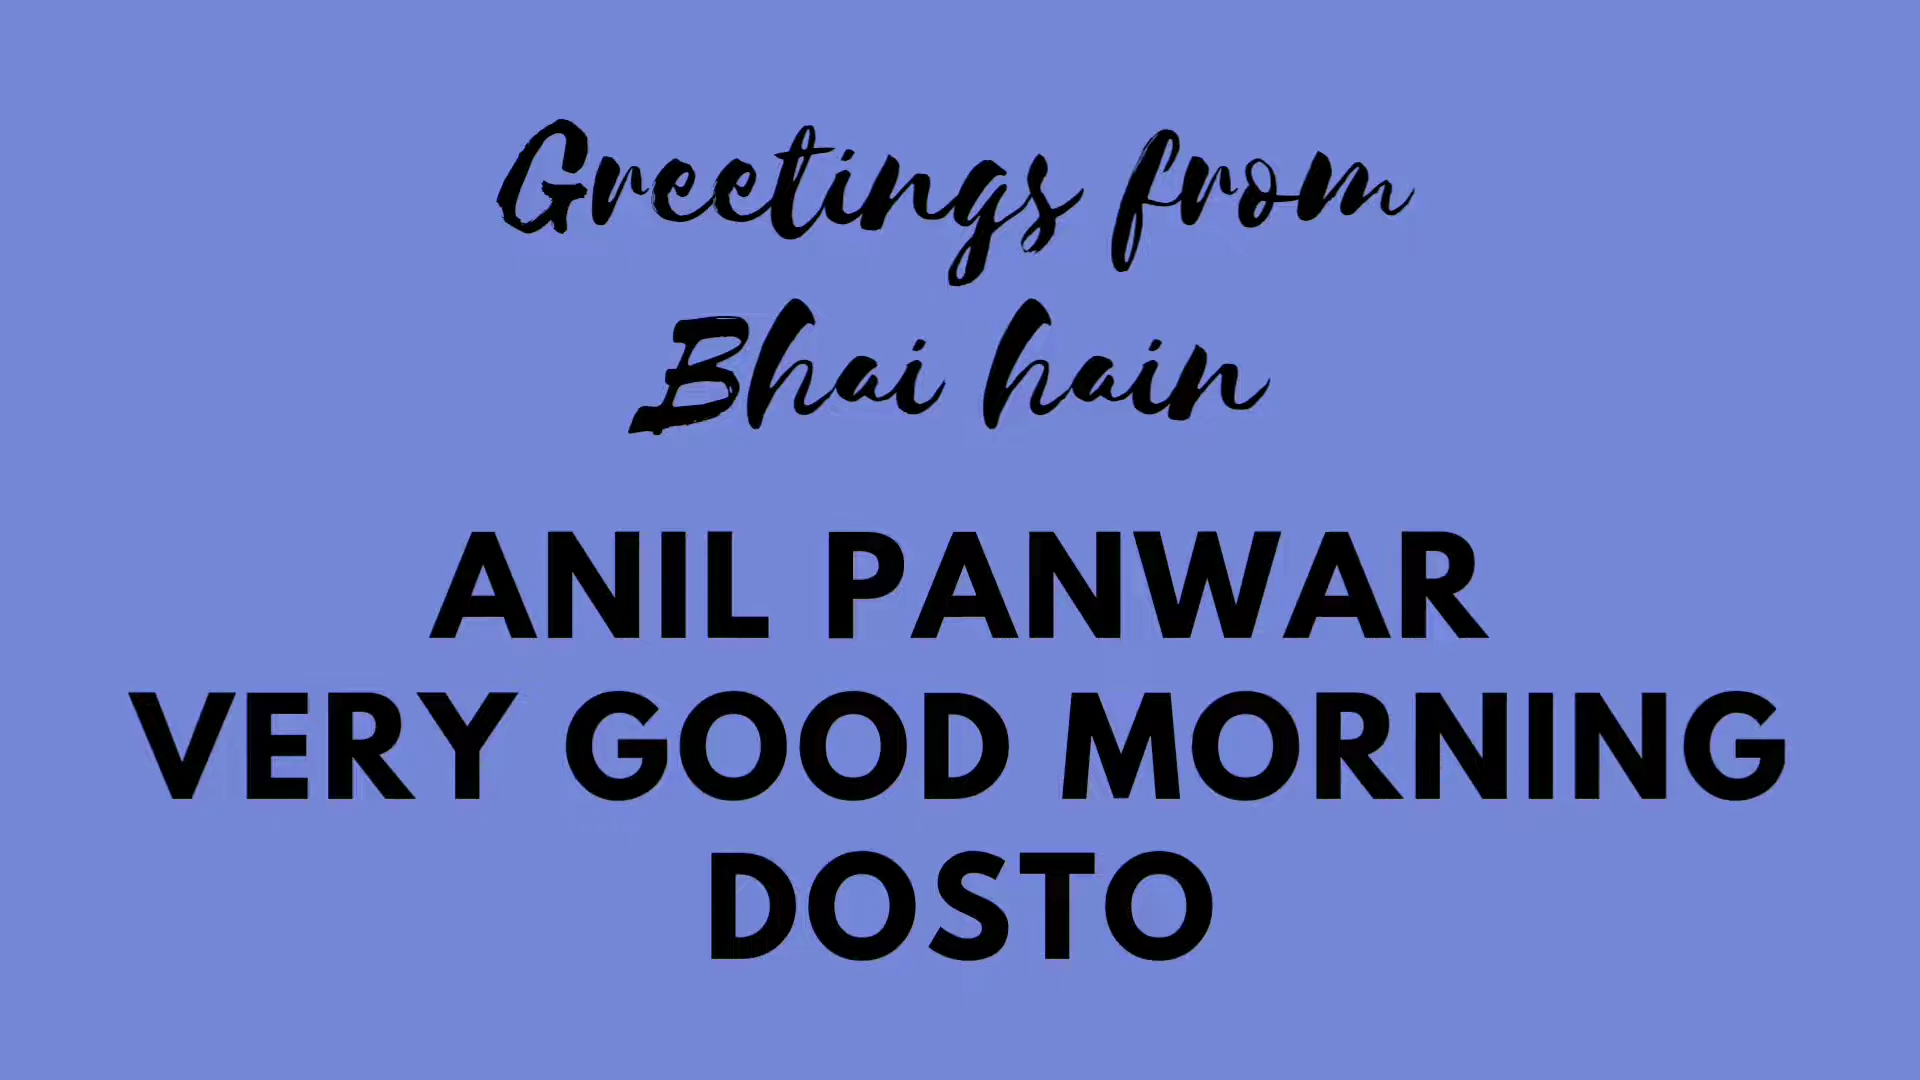 Greetings from
Bhai hain
ANIL PANWAR
VERY GOOD MORNING
DOSTO